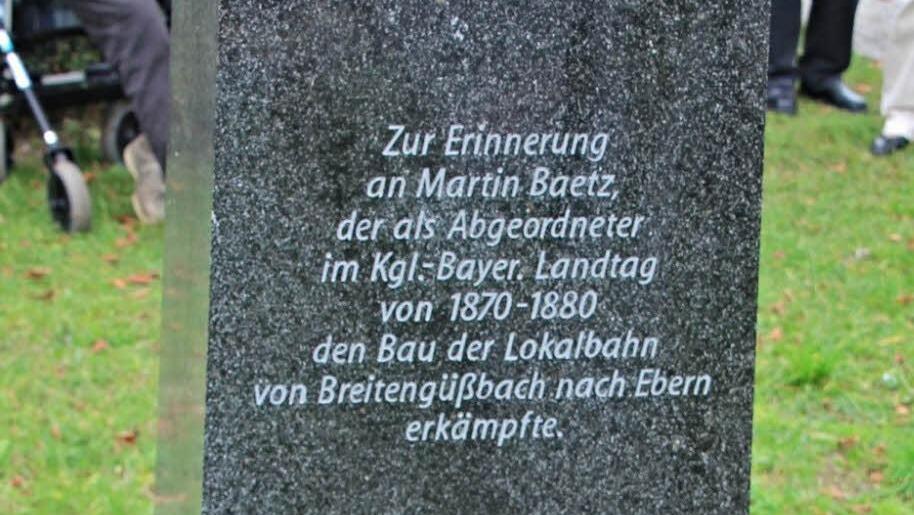 Zur Erinnerung
an Martin Baetz,
der als Abgeordneter
im Kgl.-Bayer. Landtag
von 1870-1880
den Bau der Lokalbahn
von Breitengüßbach nach Ebern
erkämpfte.